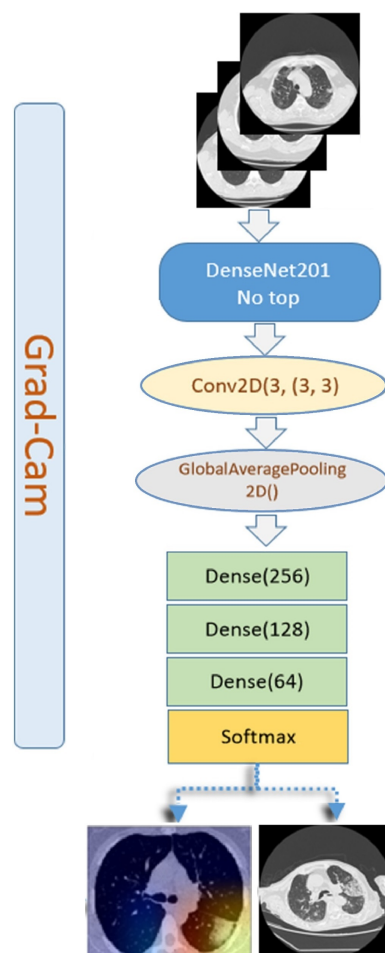 Grad-Cam
DenseNet201
No top
Conv2D(3, (3, 3)
GlobalAveragePooling
2D()
Dense(256)
Dense(128)
Dense(64)
Softmax